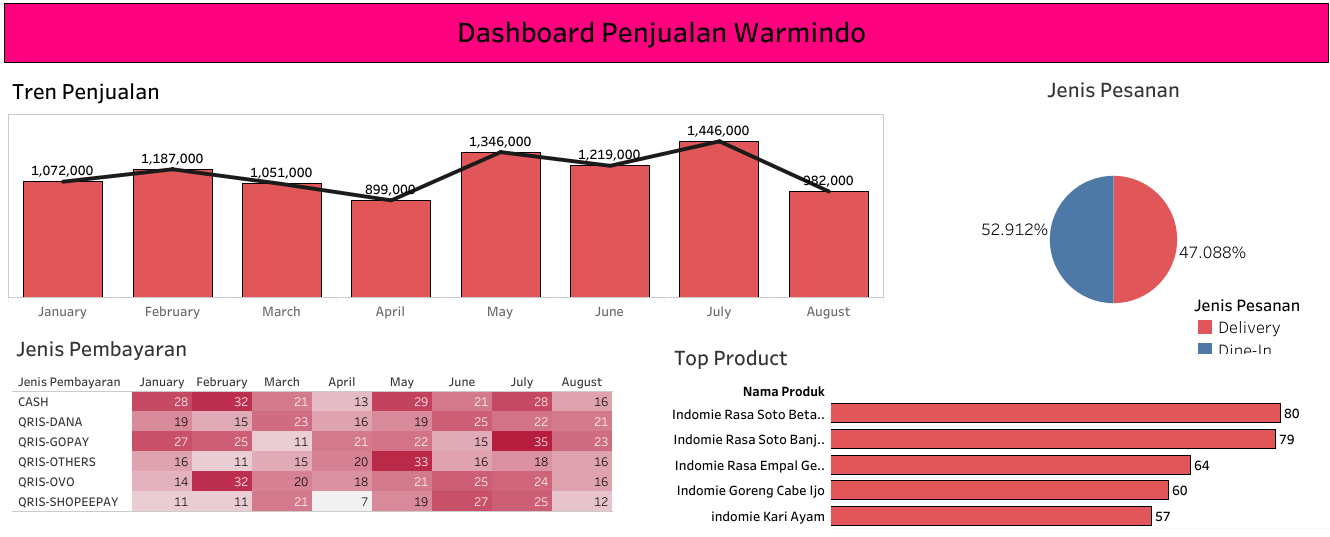 Dashboard Penjualan Warmindo
Tren Penjualan
1,072,000
1,187,000
1,051,000
899,000
1,346,000
1,219,000
1,446,000
982,000
January February March April May June July August
Jenis Pesanan
52.912%
47.088%
Jenis Pesanan
Delivery
Dine-In
Jenis Pembayaran
Jenis Pembayaran January February March April May June July August
CASH 28 32 21 13 29 21 28 16
QRIS-DANA 19 15 23 16 19 25 22 21
QRIS-GOPAY 27 25 11 21 22 15 35 23
QRIS-OTHERS 16 11 15 20 33 16 18 16
QRIS-OVO 14 32 20 18 21 25 24 16
QRIS-SHOPEEPAY 11 11 21 7 19 27 25 12
Top Product
Nama Produk
Indomie Rasa Soto Beta.. 80
Indomie Rasa Soto Banj.. 79
Indomie Rasa Empal Ge.. 64
Indomie Goreng Cabe Ijo 60
indomie Kari Ayam 57